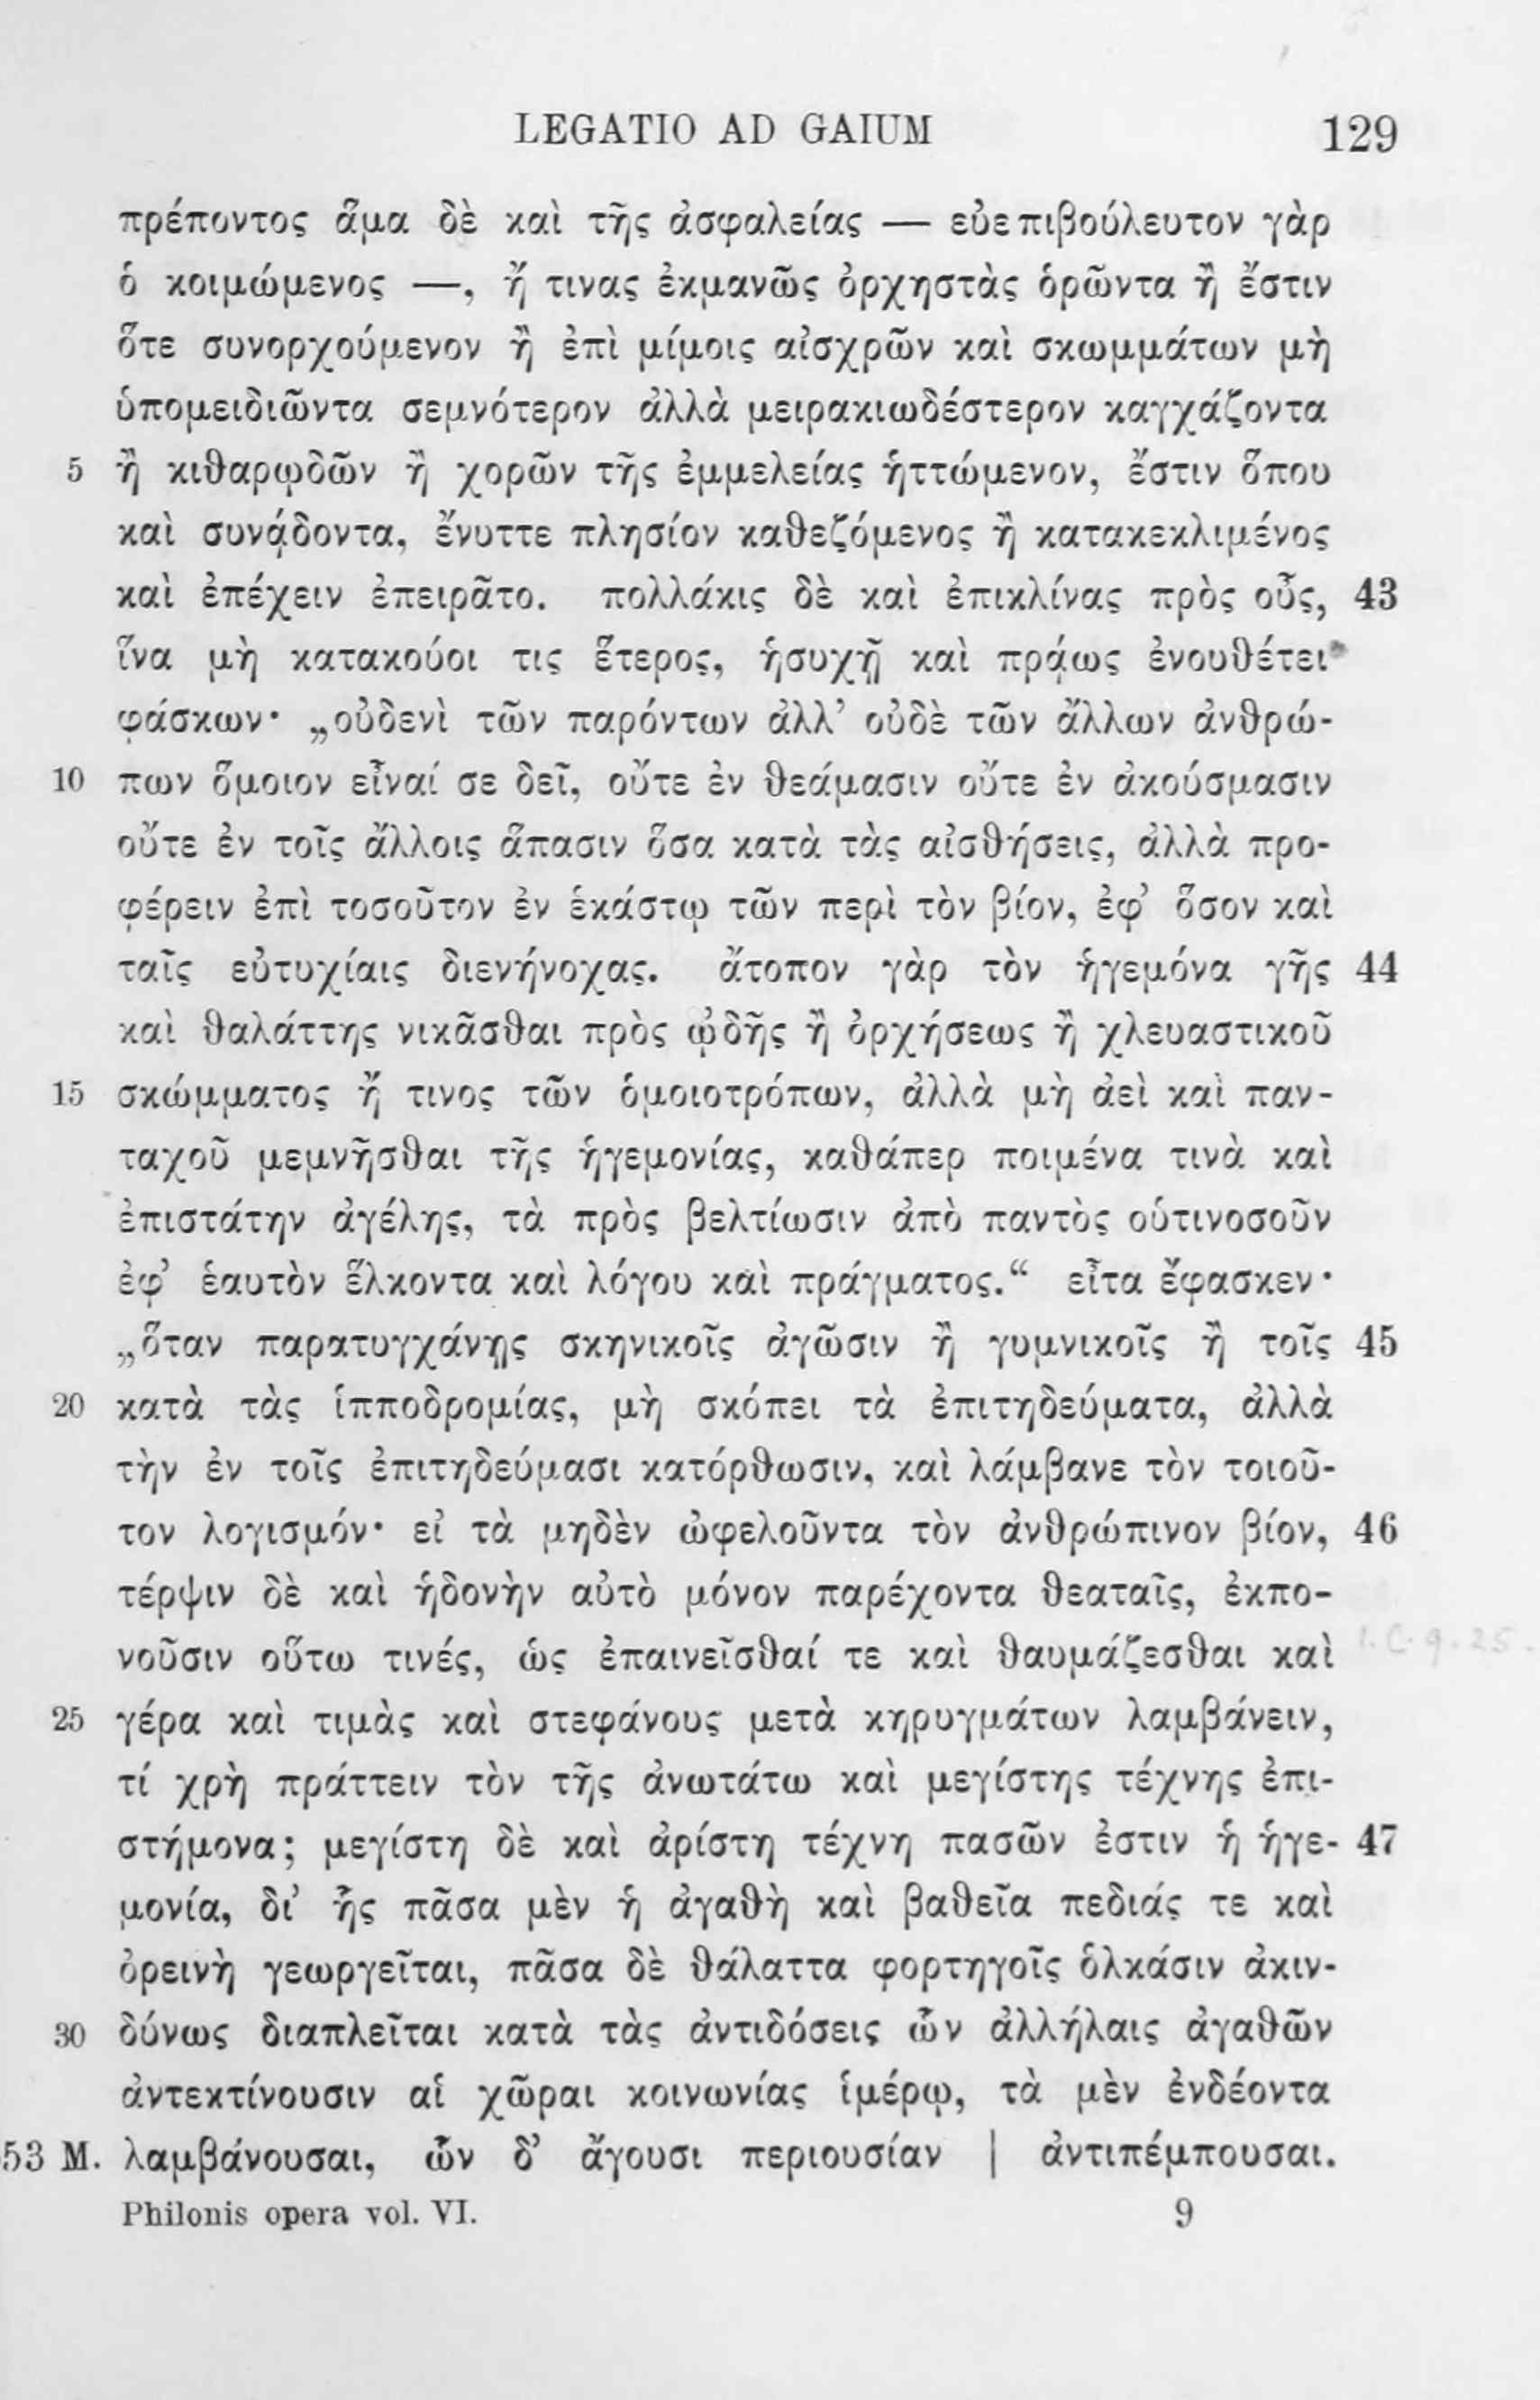 LEGATIO AD GAIUM 129
πρέποντος ἅμα δὲ καὶ τῆς ἀσφαλείας — εὐεπιβούλευτον γὰρ
ὁ κοιμώμενος —, ἤ τινας ἐκμανῶς ὀρχηστὰς ὁρῶντα ἢ ἔστιν
ὅτε συνορχούμενον ἢ ἐπὶ μίμοις αἰσχρῶν καὶ σκωμμάτων μὴ
ὑπομειδιῶντα σεμνότερον ἀλλὰ μειρακιωδέστερον καγχάζοντα
5 ἢ κιθαρῳδῶν ἢ χορῶν τῆς ἐμμελείας ἡττώμενον, ἔστιν ὅπου
καὶ συνᾴδοντα, ἔνυττε πλησίον καθεζόμενος ἢ κατακεκλιμένος
καὶ ἐπέχειν ἐπειρᾶτο. πολλάκις δὲ καὶ ἐπικλίνας πρὸς οὖς, 43
ἵνα μὴ κατακούοι τις ἕτερος, ἡσυχῇ καὶ πρᾴως ἐνουθέτει
φάσκων· „οὐδενὶ τῶν παρόντων ἀλλ’ οὐδὲ τῶν ἄλλων ἀνθρώ-
10 πων ὅμοιον εἶναί σε δεῖ, οὔτε ἐν θεάμασιν οὔτε ἐν ἀκούσμασιν
οὔτε ἐν τοῖς ἄλλοις ἅπασιν ὅσα κατὰ τὰς αἰσθήσεις, ἀλλὰ προ-
φέρειν ἐπὶ τοσοῦτον ἐν ἑκάστῳ τῶν περὶ τὸν βίον, ἐφ’ ὅσον καὶ
ταῖς εὐτυχίαις διενήνοχας. ἄτοπον γὰρ τὸν ἡγεμόνα γῆς 44
καὶ θαλάττης νικᾶσθαι πρὸς ᾠδῆς ἢ ὀρχήσεως ἢ χλευαστικοῦ
15 σκώμματος ἤ τινος τῶν ὁμοιοτρόπων, ἀλλὰ μὴ ἀεὶ καὶ παν-
ταχοῦ μεμνῆσθαι τῆς ἡγεμονίας, καθάπερ ποιμένα τινὰ καὶ
ἐπιστάτην ἀγέλης, τὰ πρὸς βελτίωσιν ἀπὸ παντὸς οὑτινοσοῦν
ἐφ’ ἑαυτὸν ἕλκοντα καὶ λόγου καὶ πράγματος.“ εἶτα ἔφασκεν·
„ὅταν παρατυγχάνῃς σκηνικοῖς ἀγῶσιν ἢ γυμνικοῖς ἢ τοῖς 45
20 κατὰ τὰς ἱπποδρομίας, μὴ σκόπει τὰ ἐπιτηδεύματα, ἀλλὰ
τὴν ἐν τοῖς ἐπιτηδεύμασι κατόρθωσιν, καὶ λάμβανε τὸν τοιοῦ-
τον λογισμόν· εἰ τὰ μηδὲν ὠφελοῦντα τὸν ἀνθρώπινον βίον, 46
τέρψιν δὲ καὶ ἡδονὴν αὐτὸ μόνον παρέχοντα θεαταῖς, ἐκπο-
νοῦσιν οὕτω τινές, ὡς ἐπαινεῖσθαί τε καὶ θαυμάζεσθαι καὶ
25 γέρα καὶ τιμὰς καὶ στεφάνους μετὰ κηρυγμάτων λαμβάνειν,
τί χρὴ πράττειν τὸν τῆς ἀνωτάτω καὶ μεγίστης τέχνης ἐπι-
στήμονα; μεγίστη δὲ καὶ ἀρίστη τέχνη πασῶν ἐστιν ἡ ἡγε- 47
μονία, δι’ ἧς πᾶσα μὲν ἡ ἀγαθὴ καὶ βαθεῖα πεδιάς τε καὶ
ὀρεινὴ γεωργεῖται, πᾶσα δὲ θάλαττα φορτηγοῖς ὁλκάσιν ἀκιν-
30 δύνως διαπλεῖται κατὰ τὰς ἀντιδόσεις ὧν ἀλλήλαις ἀγαθῶν
ἀντεκτίνουσιν αἱ χῶραι κοινωνίας ἱμέρῳ, τὰ μὲν ἐνδέοντα
53 M. λαμβάνουσαι, ὧν δ’ ἄγουσι περιουσίαν | ἀντιπέμπουσαι.
Philonis opera vol. VI. 9